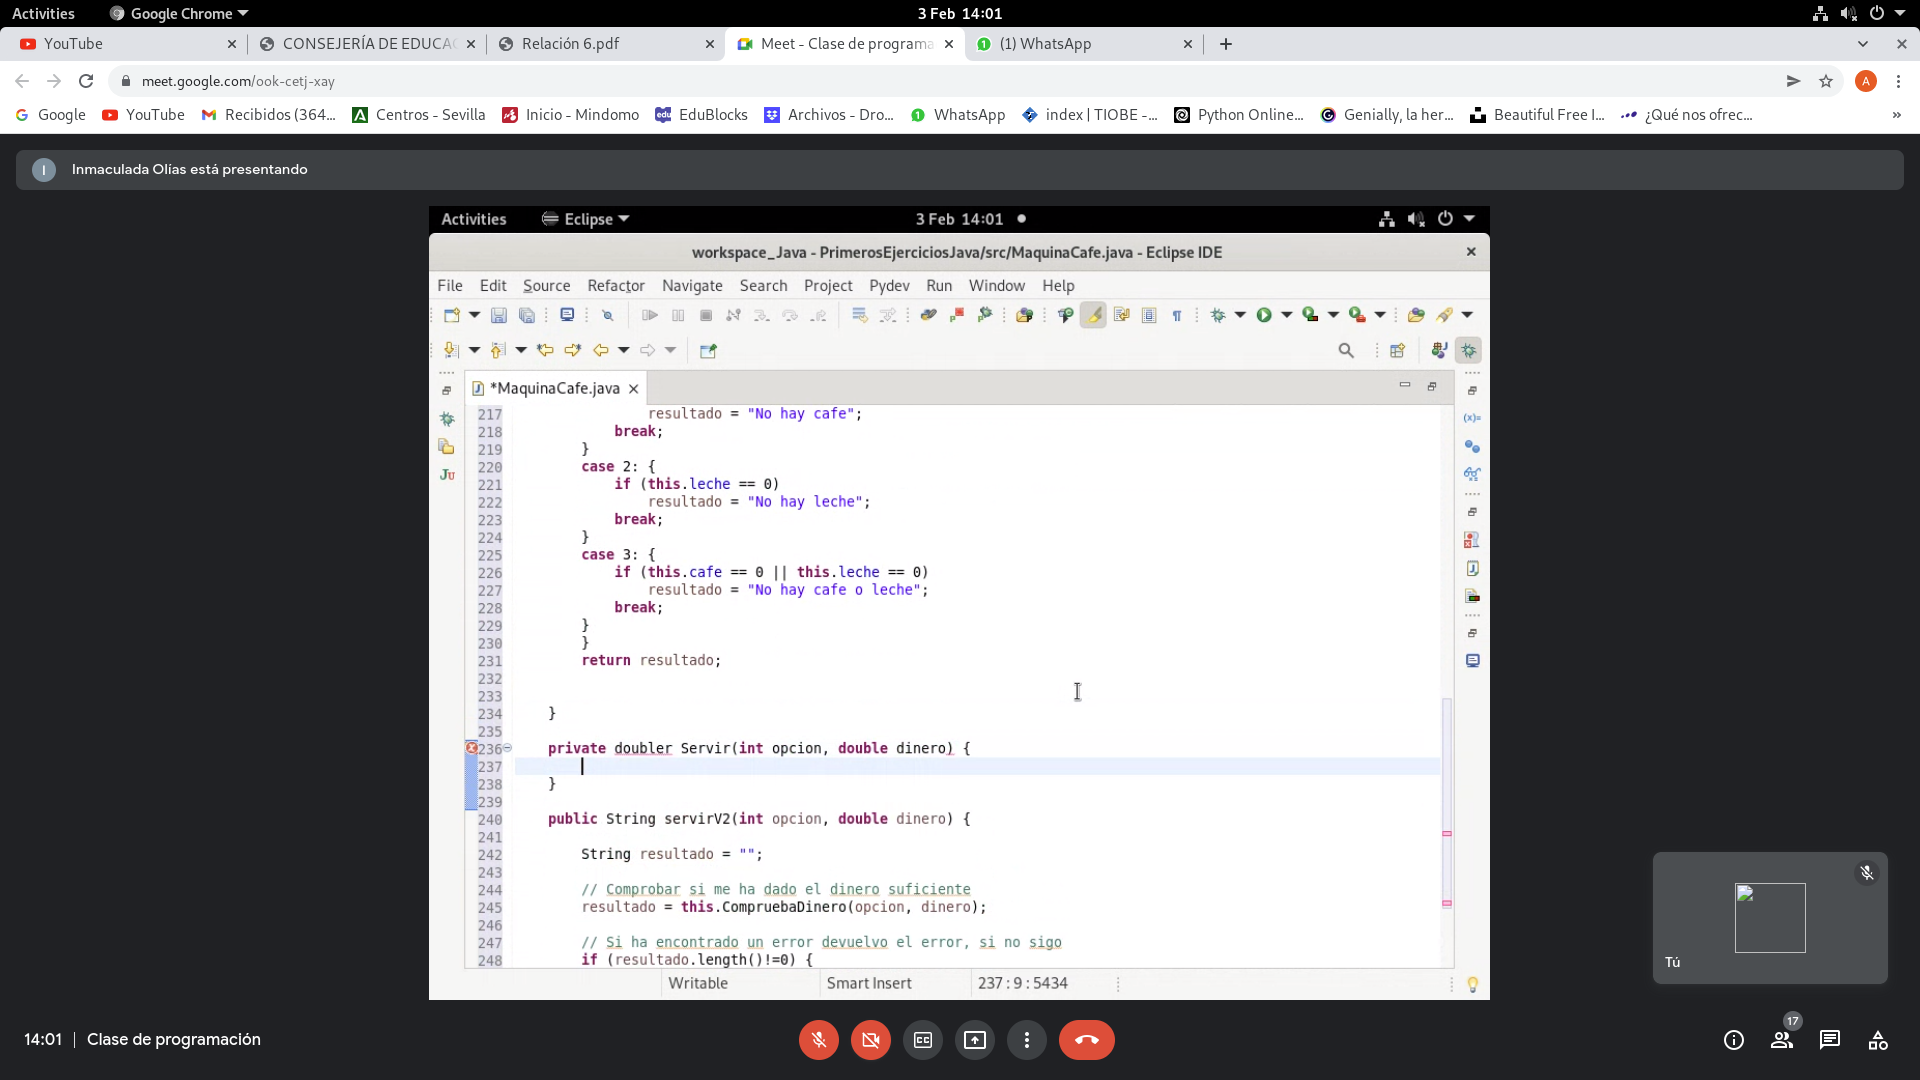 Activities
Google Chrome
3 Feb 14:01
YouTube
CONSEJERÍA DE EDUCA
Relación 6.pdf
Meet - Clase de programa
(1) WhatsApp
meet.google.com/ook-cetj-xay
A
Google
YouTube
Recibidos (364...
Centros - Sevilla
Inicio - Mindomo
EduBlocks
Archivos - Dro...
WhatsApp
index | TIOBE -...
Python Online...
Genially, la her...
Beautiful Free I...
¿Qué nos ofrec...
»
I
Inmaculada Olías está presentando
Activities
Eclipse
3 Feb 14:01
workspace_Java - PrimerosEjerciciosJava/src/MaquinaCafe.java - Eclipse IDE
File Edit Source Refactor Navigate Search Project Pydev Run Window Help
*MaquinaCafe.java
217 resultado = "No hay cafe";
218 break;
219 }
220 case 2: {
221 if (this.leche == 0)
222 resultado = "No hay leche";
223 break;
224 }
225 case 3: {
226 if (this.cafe == 0 || this.leche == 0)
227 resultado = "No hay cafe o leche";
228 break;
229 }
230 }
231 return resultado;
232
233
234 }
235
236 private doubler Servir(int opcion, double dinero) {
237
238 }
239
240 public String servirV2(int opcion, double dinero) {
241
242 String resultado = "";
243
244 // Comprobar si me ha dado el dinero suficiente
245 resultado = this.CompruebaDinero(opcion, dinero);
246
247 // Si ha encontrado un error devuelvo el error, si no sigo
248 if (resultado.length()!=0) {
Writable
Smart Insert
237 : 9 : 5434
Tú
14:01 | Clase de programación
17